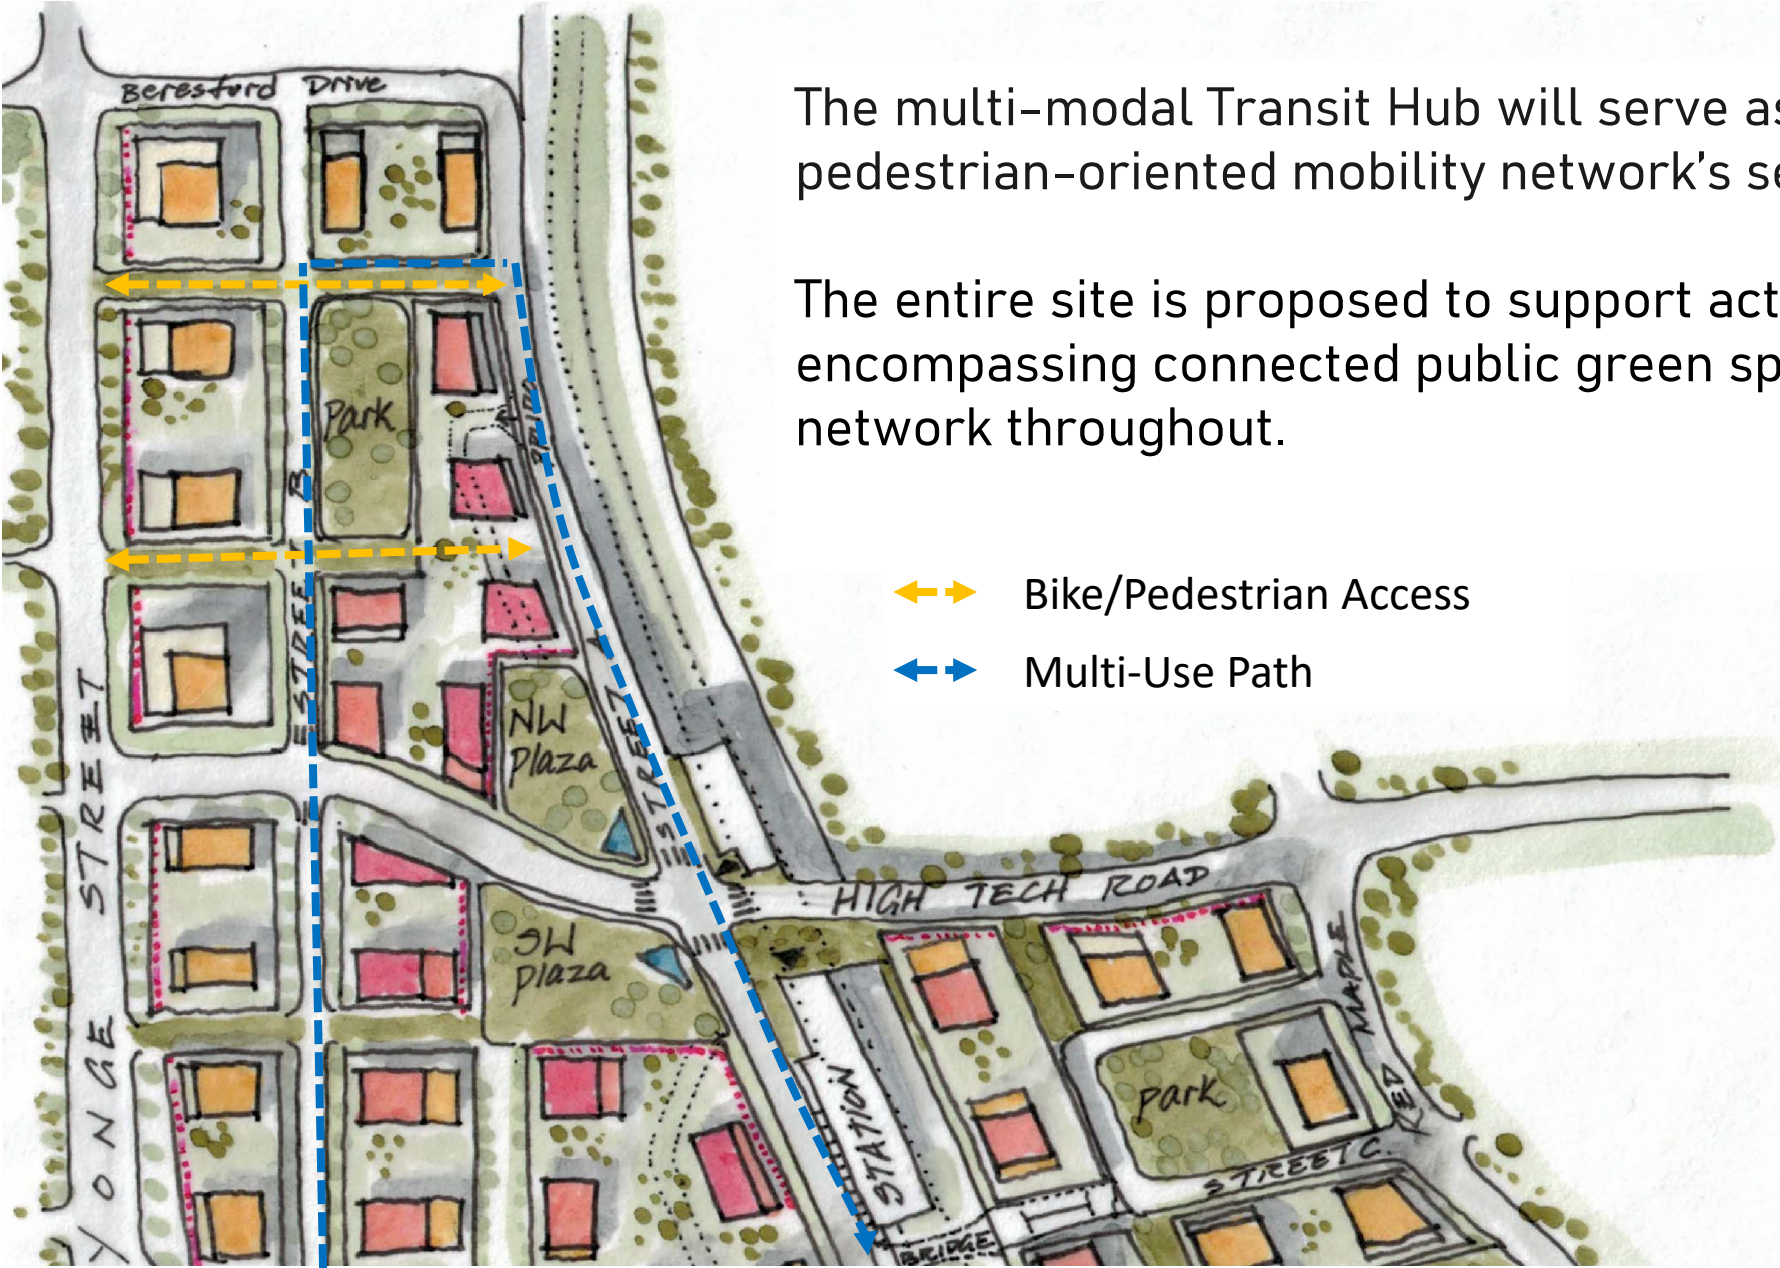 Beresford Drive
The multi-modal Transit Hub will serve as
pedestrian-oriented mobility network's se
The entire site is proposed to support act
encompassing connected public green sp
network throughout.
Park
Bike/Pedestrian Access
Multi-Use Path
STREET B
NW
Plaza
STREET A
YONGE STREET
HIGH TECH ROAD
SW
plaza
STATION
park
STREET C.
BRIDGE